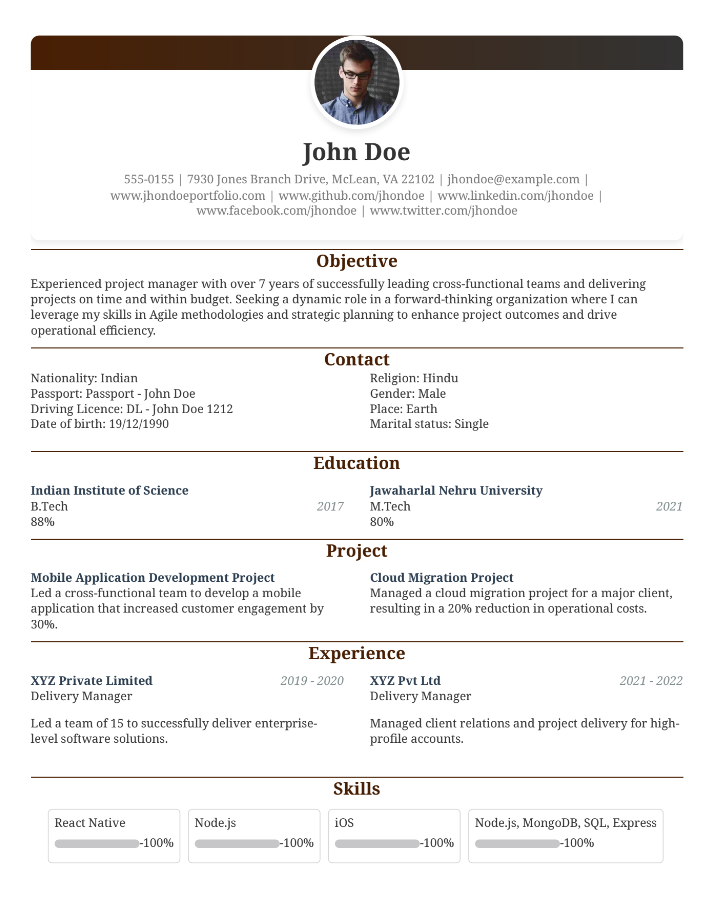 John Doe
555-0155 | 7930 Jones Branch Drive, McLean, VA 22102 | jhondoe@example.com |
www.jhondoeportfolio.com | www.github.com/jhondoe | www.linkedin.com/jhondoe |
www.facebook.com/jhondoe | www.twitter.com/jhondoe
Objective
Experienced project manager with over 7 years of successfully leading cross-functional teams and delivering
projects on time and within budget. Seeking a dynamic role in a forward-thinking organization where I can
leverage my skills in Agile methodologies and strategic planning to enhance project outcomes and drive
operational efficiency.
Contact
Nationality: Indian
Passport: Passport - John Doe
Driving Licence: DL - John Doe 1212
Date of birth: 19/12/1990
Religion: Hindu
Gender: Male
Place: Earth
Marital status: Single
Education
Indian Institute of Science
B.Tech 2017
88%
Jawaharlal Nehru University
M.Tech 2021
80%
Project
Mobile Application Development Project
Led a cross-functional team to develop a mobile
application that increased customer engagement by
30%.
Cloud Migration Project
Managed a cloud migration project for a major client,
resulting in a 20% reduction in operational costs.
Experience
XYZ Private Limited 2019 - 2020
Delivery Manager
Led a team of 15 to successfully deliver enterprise-
level software solutions.
XYZ Pvt Ltd 2021 - 2022
Delivery Manager
Managed client relations and project delivery for high-
profile accounts.
Skills
React Native
-100%
Node.js
-100%
iOS
-100%
Node.js, MongoDB, SQL, Express
-100%